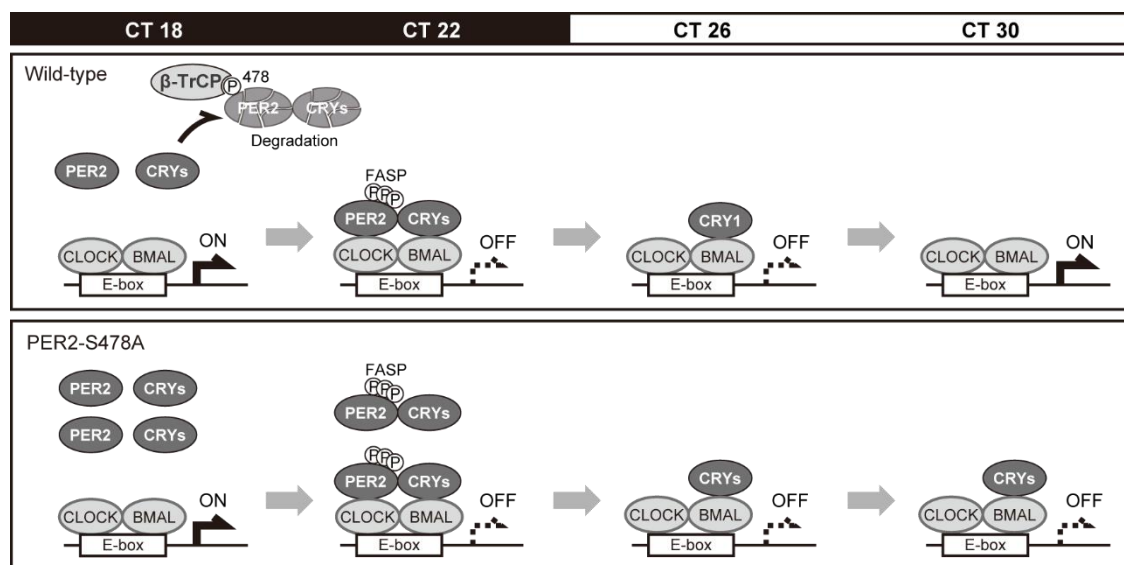 CT 18 CT 22 CT 26 CT 30
Wild-type
β-TrCP P 478
PER2 CRYs
Degradation
PER2 CRYs
FASP
P P P
PER2 CRYs
CRY1
CLOCK BMAL ON
CLOCK BMAL OFF
CLOCK BMAL OFF
CLOCK BMAL ON
E-box E-box E-box E-box
PER2-S478A
PER2 CRYs
PER2 CRYs
FASP
P P P
PER2 CRYs
P P P
PER2 CRYs
CRYs
CRYs
CLOCK BMAL ON
CLOCK BMAL OFF
CLOCK BMAL OFF
CLOCK BMAL OFF
E-box E-box E-box E-box